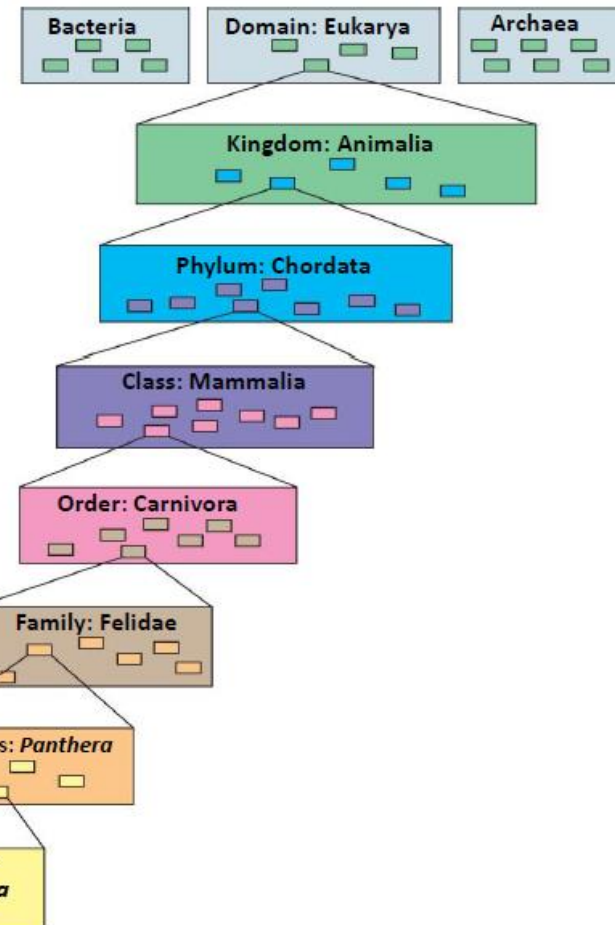 Bacteria
Domain: Eukarya
Archaea
Kingdom: Animalia
Phylum: Chordata
Class: Mammalia
Order: Carnivora
Family: Felidae
s: Panthera
a